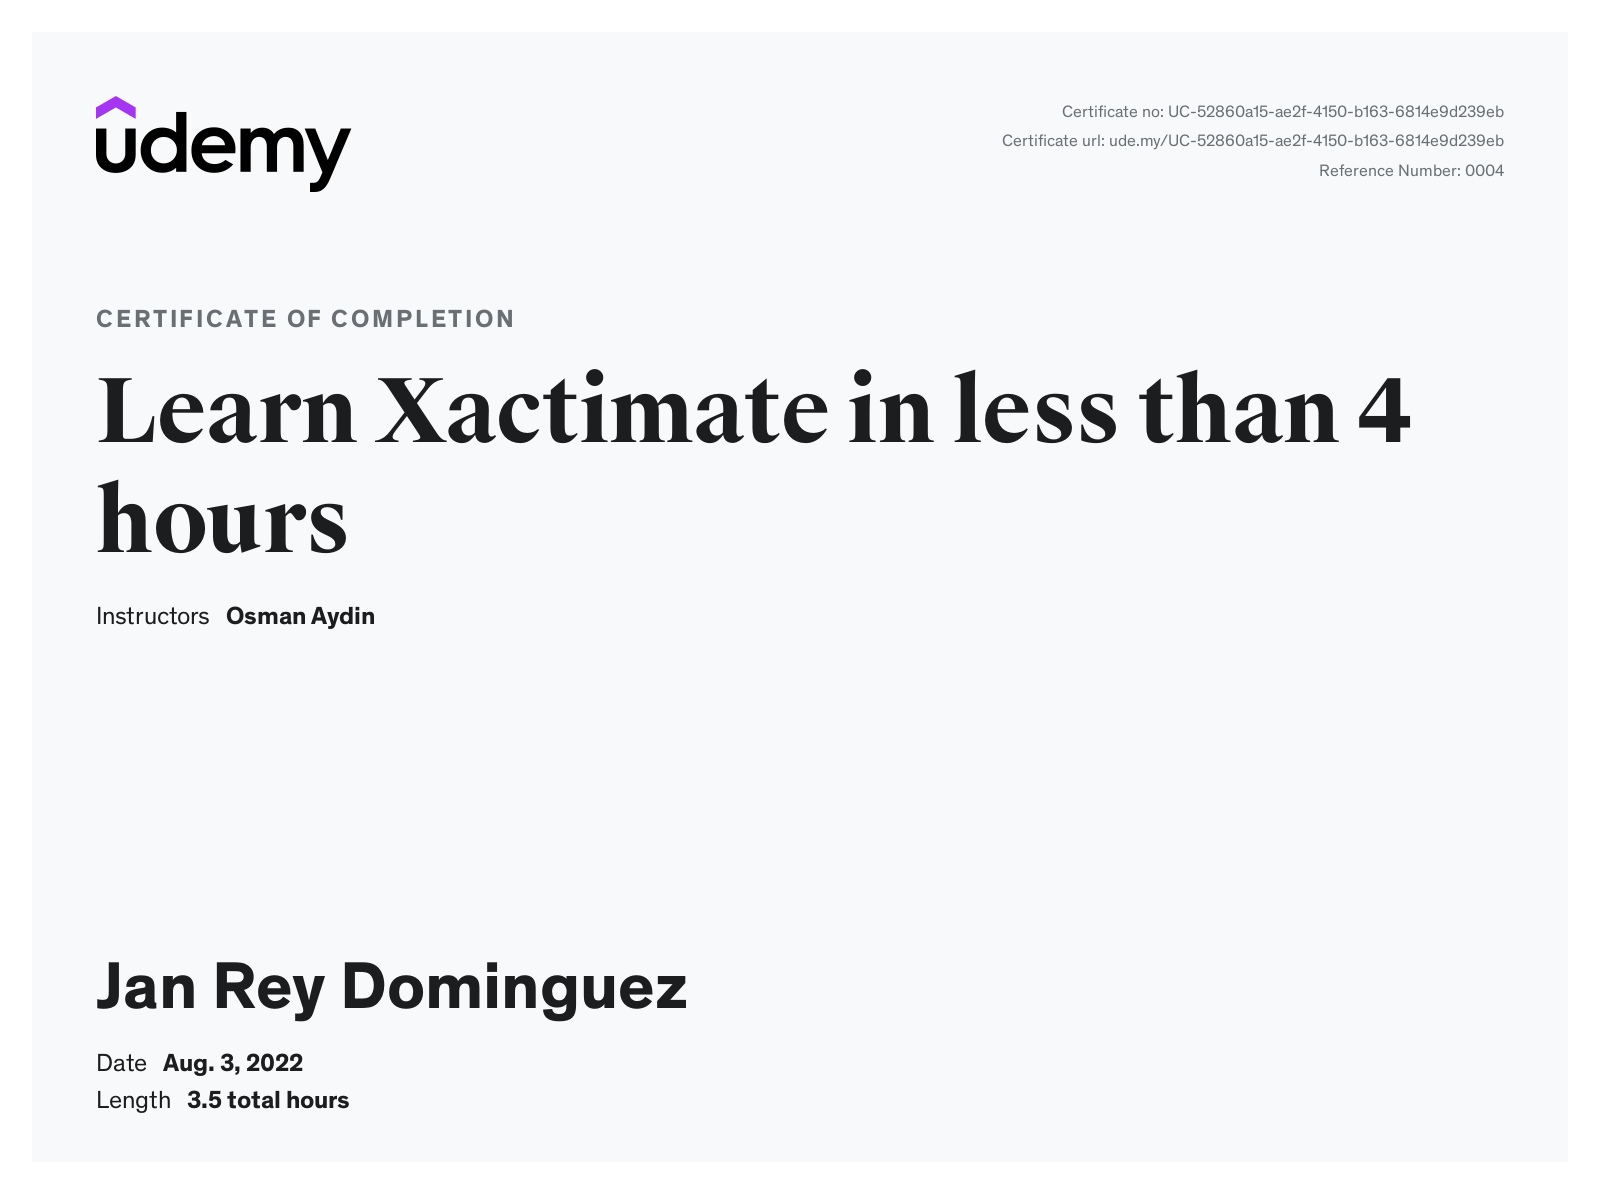 udemy
Certificate no: UC-52860a15-ae2f-4150-b163-6814e9d239eb
Certificate url: ude.my/UC-52860a15-ae2f-4150-b163-6814e9d239eb
Reference Number: 0004
CERTIFICATE OF COMPLETION
Learn Xactimate in less than 4
hours
Instructors Osman Aydin
Jan Rey Dominguez
Date Aug. 3, 2022
Length 3.5 total hours